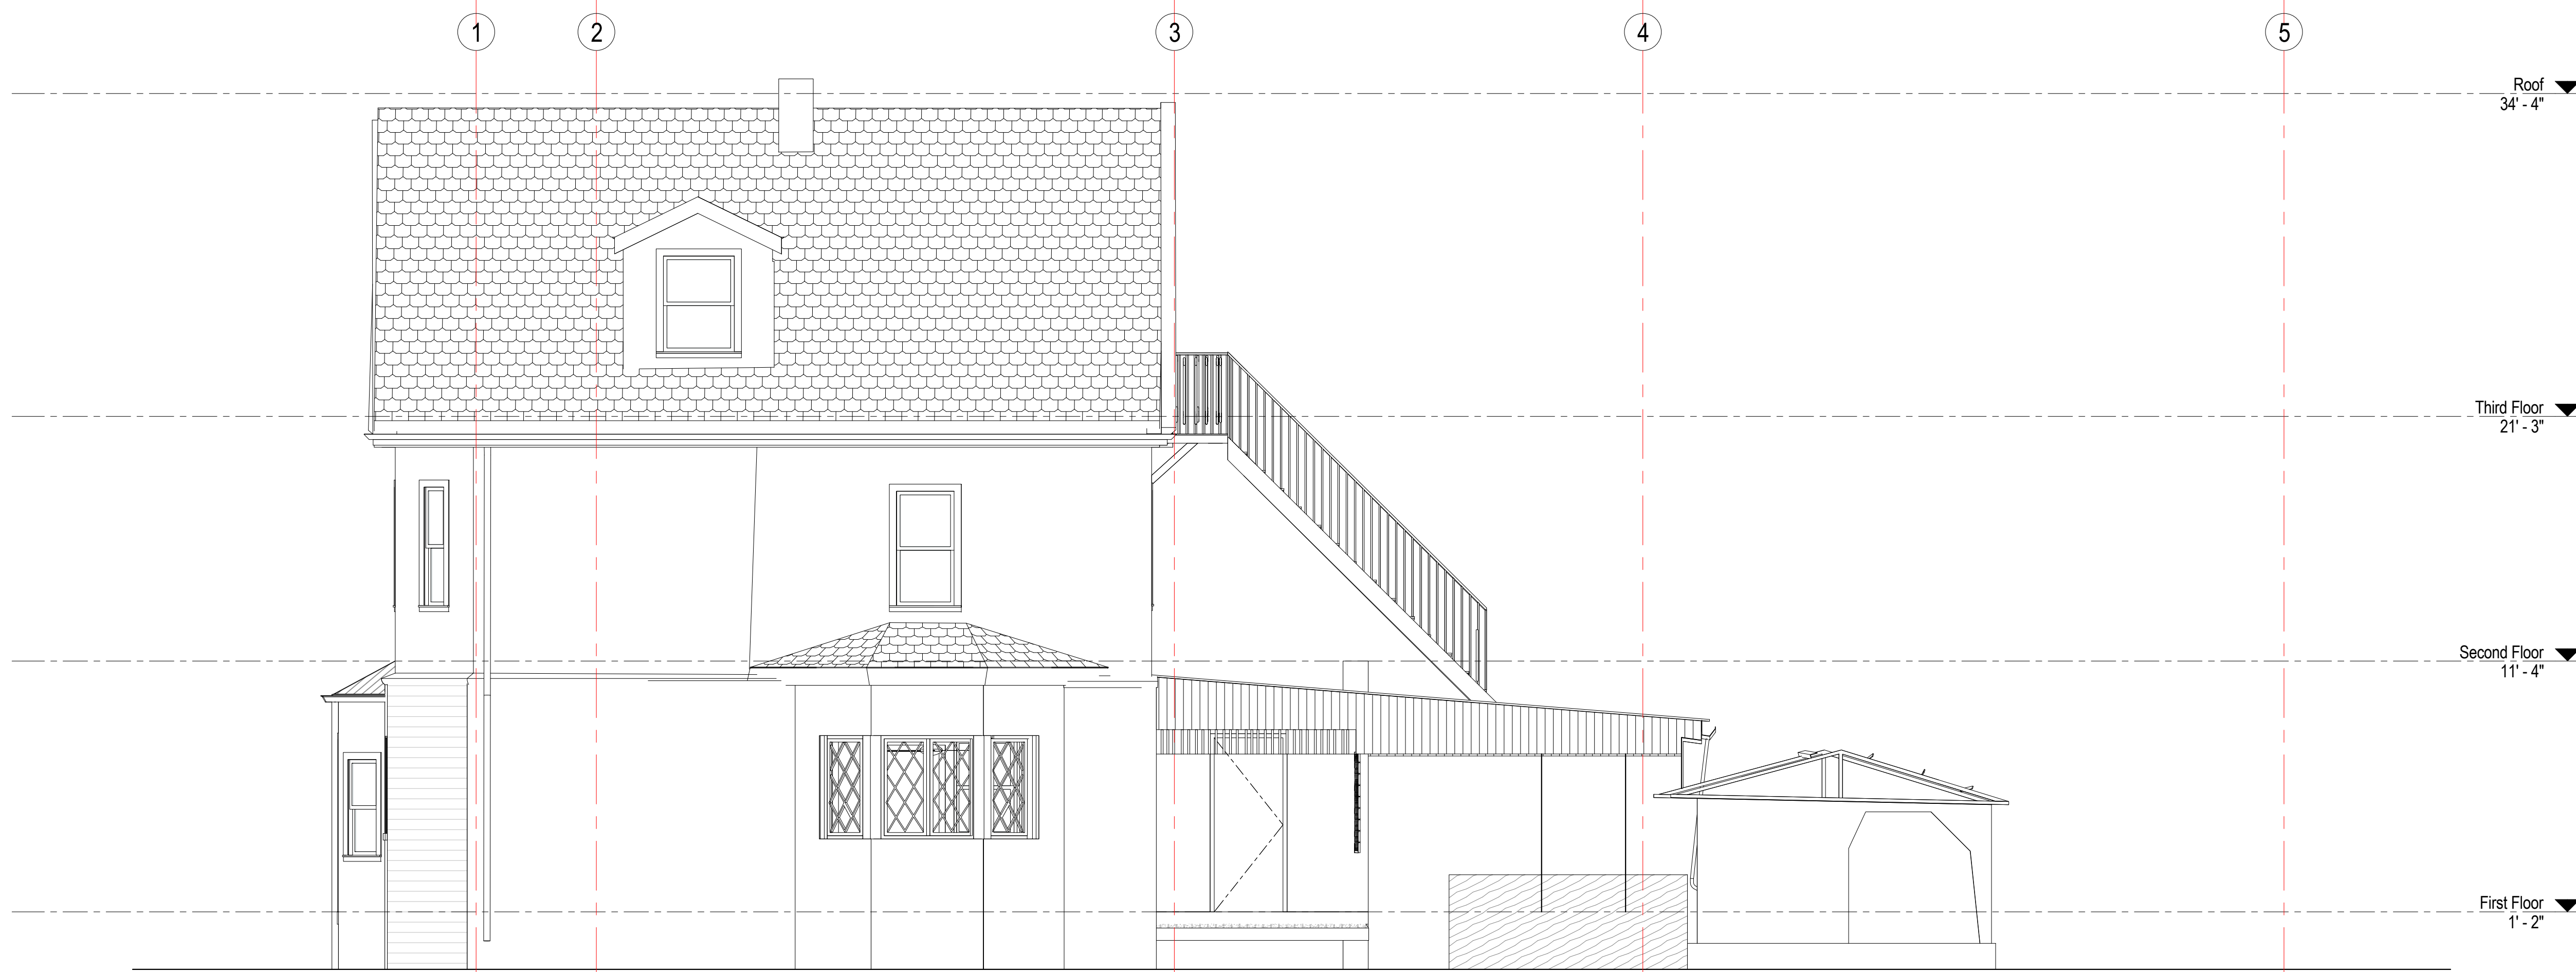 1 2 3 4 5
Roof
34' - 4"
Third Floor
21' - 3"
Second Floor
11' - 4"
First Floor
1' - 2"